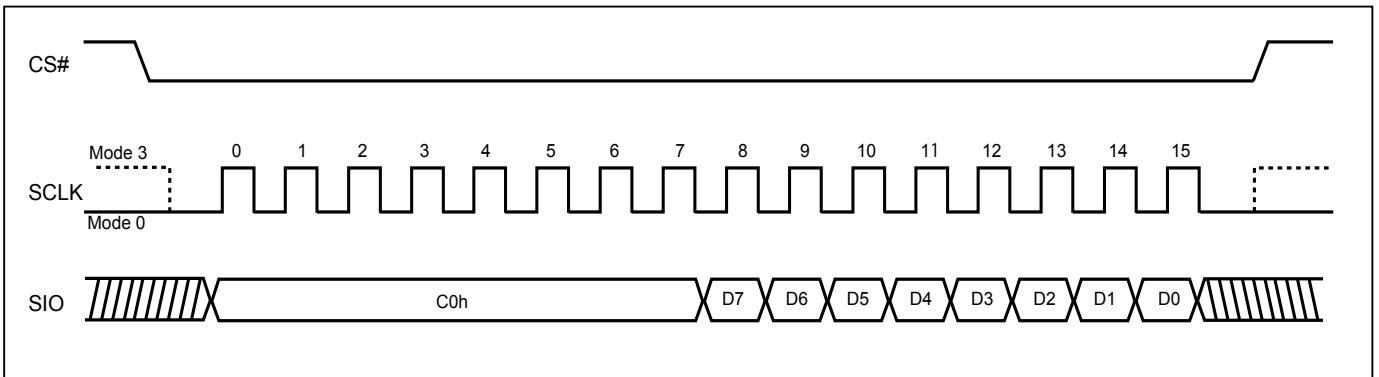 CS#
Mode 3
0 1 2 3 4 5 6 7 8 9 10 11 12 13 14 15
SCLK
Mode 0
SIO
C0h D7 D6 D5 D4 D3 D2 D1 D0